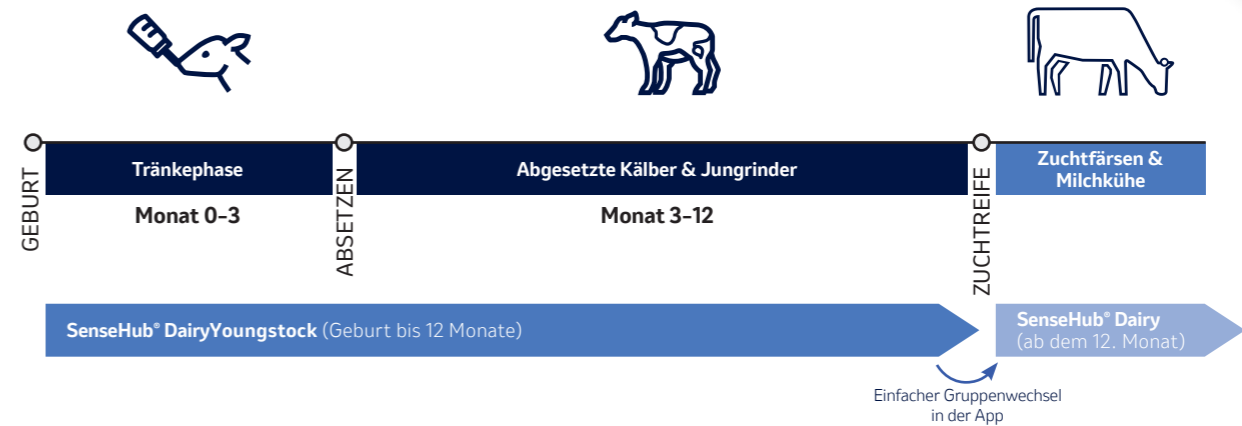 GEBURT
Tränkephase
Monat 0–3
ABSETZEN
Abgesetzte Kälber & Jungrinder
Monat 3–12
ZUCHTREIFE
Zuchtfärsen &
Milchkühe
SenseHub® DairyYoungstock (Geburt bis 12 Monate)
SenseHub® Dairy
(ab dem 12. Monat)
Einfacher Gruppenwechsel
in der App